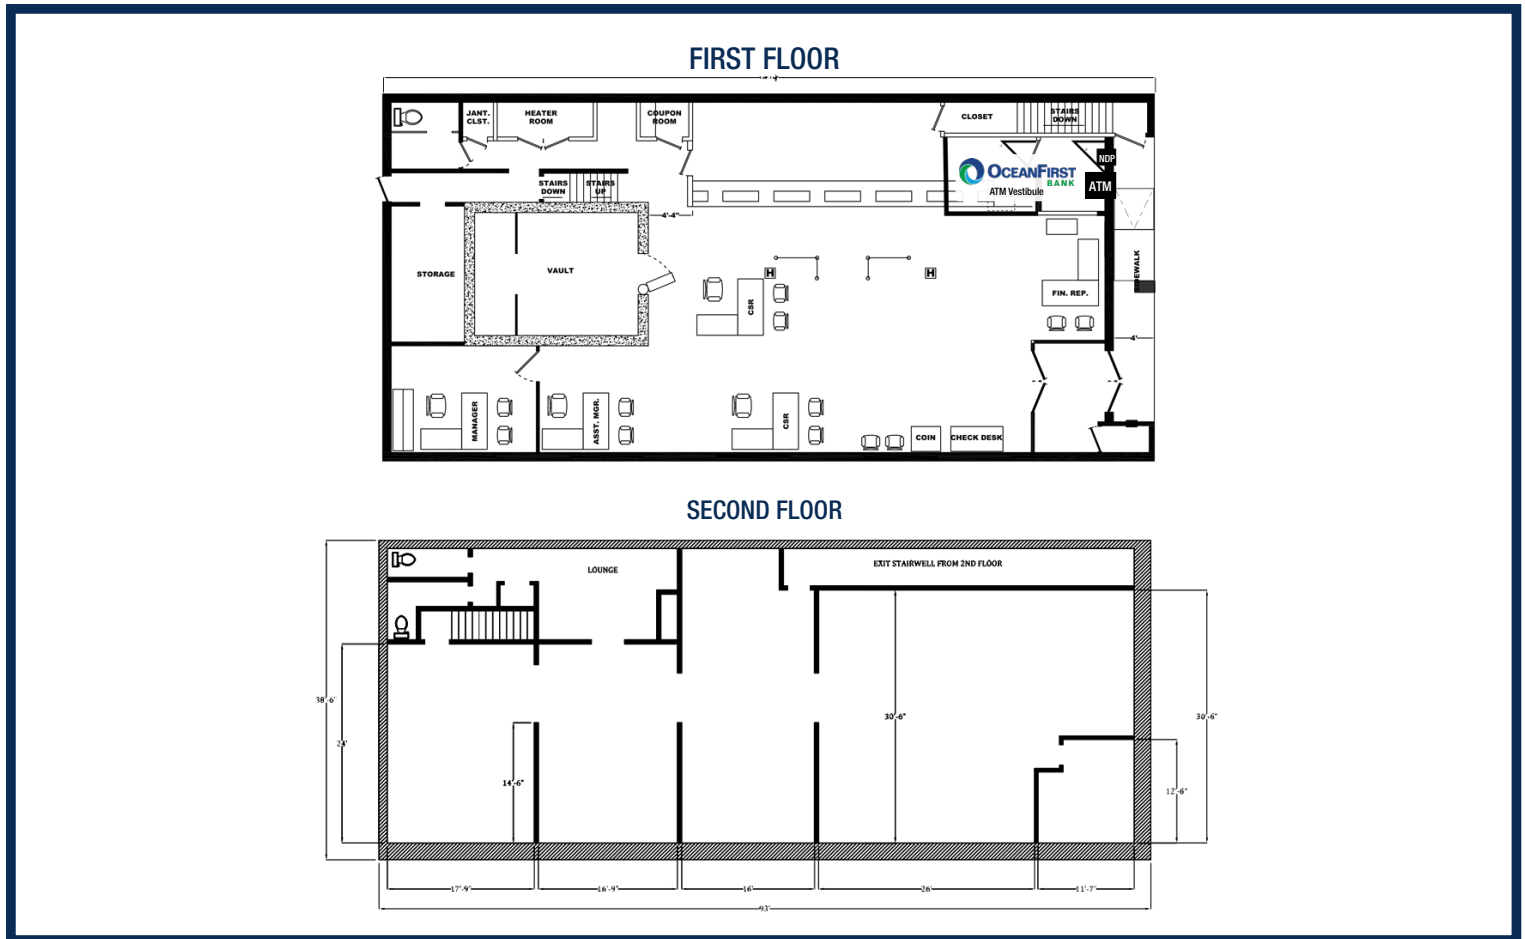 FIRST FLOOR
JANT.
CLST.
HEATER
ROOM
COUPON
ROOM
CLOSET
STAIRS
DOWN
NDP
OCEANFIRST
BANK
ATM Vestibule
ATM
STAIRS
DOWN
STAIRS
UP
4'-4"
STORAGE
VAULT
H
H
SIDEWALK
CSR
FIN. REP.
4'
MANAGER
ASST. MGR.
CSR
COIN
CHECK DESK
SECOND FLOOR
LOUNGE
EXIT STAIRWELL FROM 2ND FLOOR
38'-6"
24'
14'-6"
30'-6"
30'-6"
12'-6"
17'-9"
16'-9"
16'
26'
11'-7"
93'